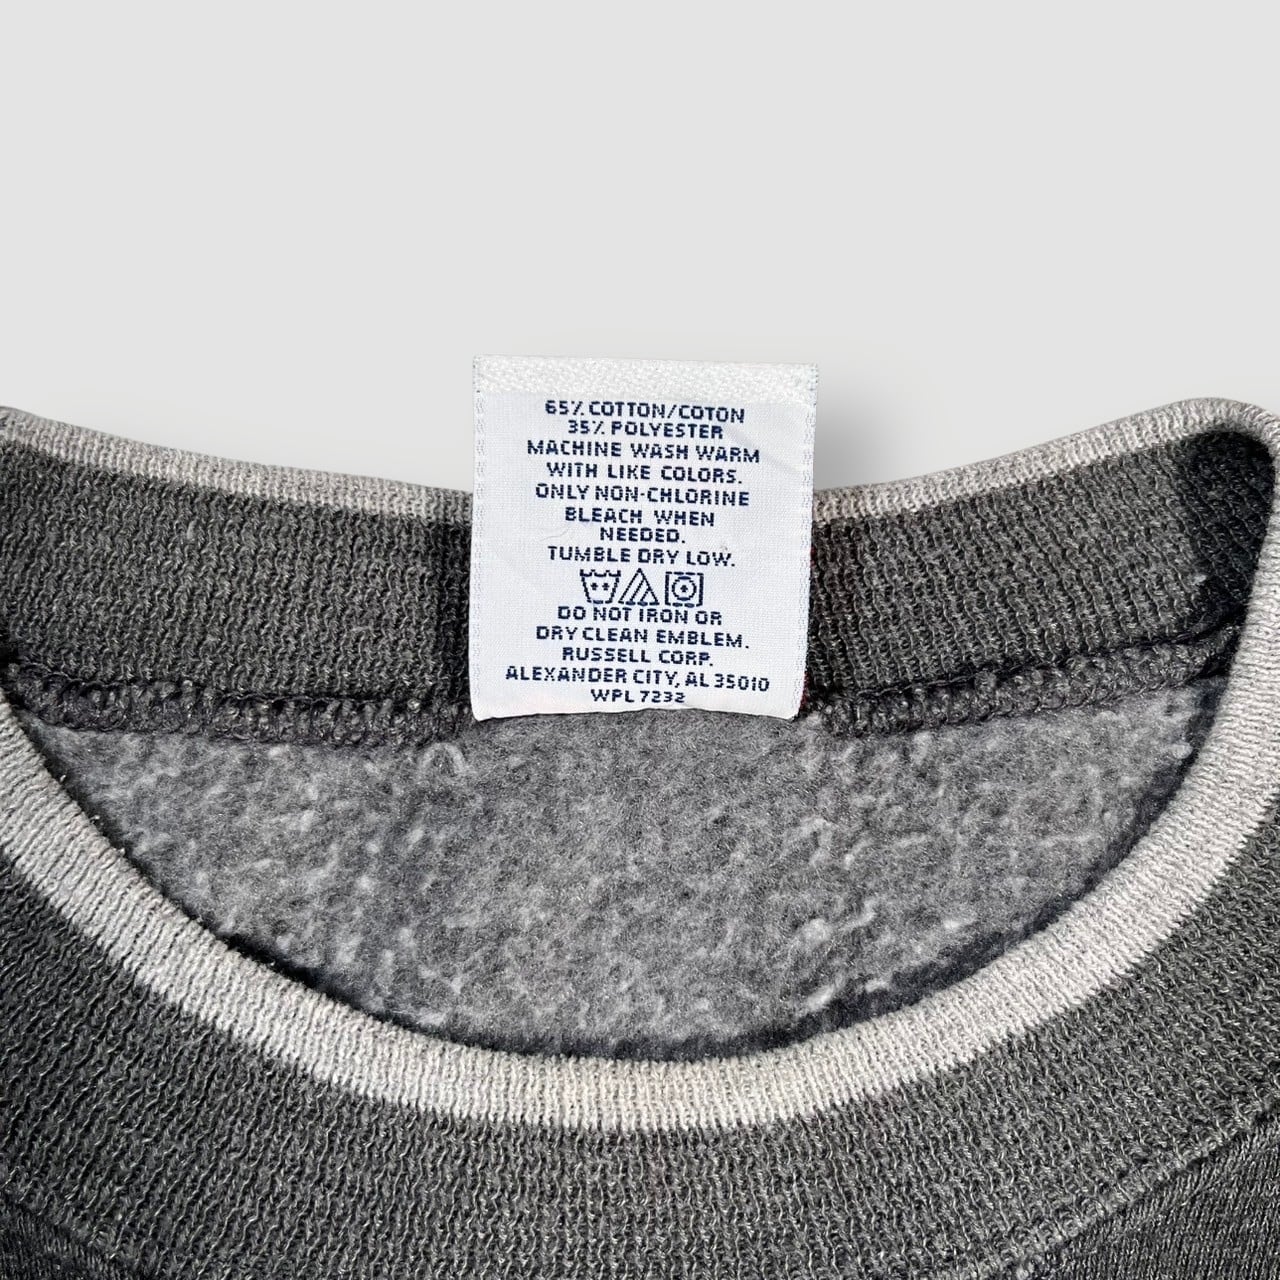 65% COTTON/COTON
35% POLYESTER
MACHINE WASH WARM
WITH LIKE COLORS.
ONLY NON-CHLORINE
BLEACH WHEN
NEEDED.
TUMBLE DRY LOW.
DO NOT IRON OR
DRY CLEAN EMBLEM.
RUSSELL CORP.
ALEXANDER CITY, AL 35010
WPL 7232